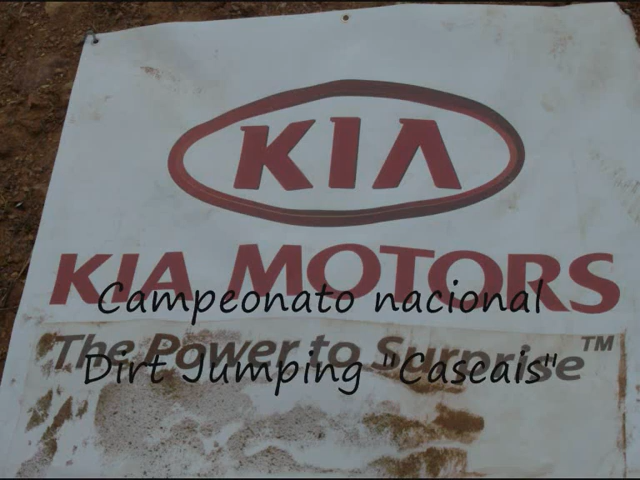 KIA
KIA MOTORS
Campeonato nacional
The Power to Surprise™
Dirt Jumping "Cascais"